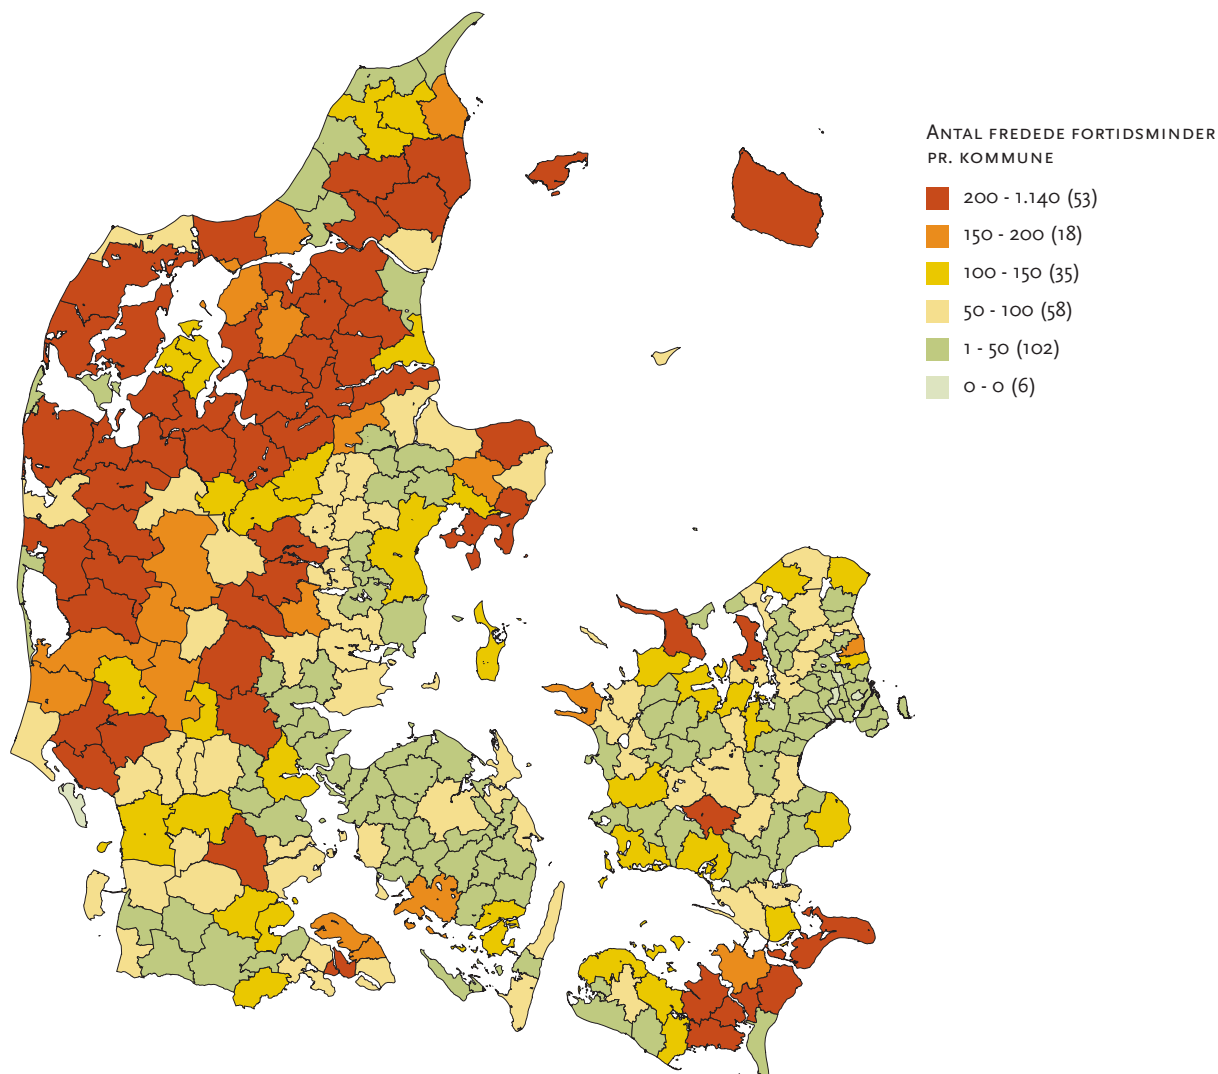 Antal fredede fortidsminder
pr. kommune
200 - 1.140 (53)
150 - 200 (18)
100 - 150 (35)
50 - 100 (58)
1 - 50 (102)
0 - 0 (6)